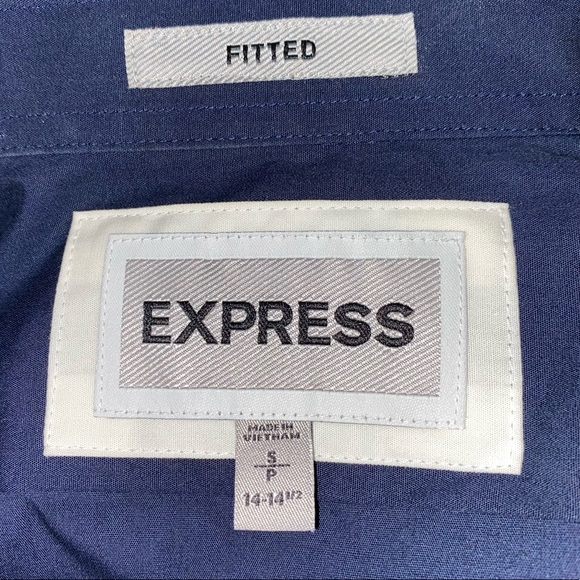 FITTED
EXPRESS
MADE IN
VIETNAM
S
P
14-14 1/2